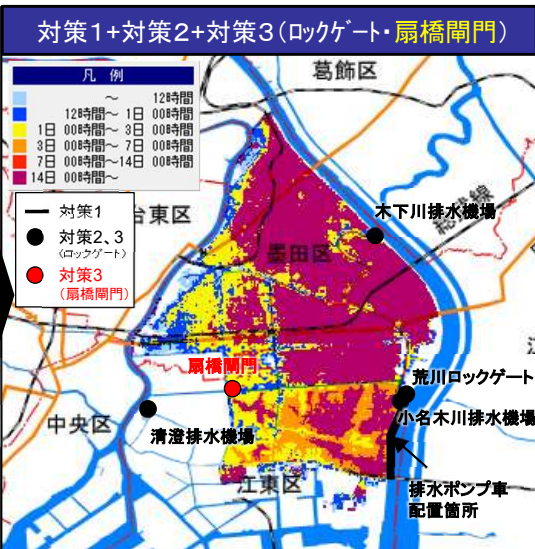 対策1+対策2+対策3(ロックゲート・扇橋閘門)
凡 例
～ 12時間
12時間～ 1日 00時間
1日 00時間～ 3日 00時間
3日 00時間～ 7日 00時間
7日 00時間～14日 00時間
14日 00時間～
対策1
対策2、3
(ロックゲート)
対策3
(扇橋閘門)
葛飾区
台東区
総武線
木下川排水機場
墨田区
扇橋閘門
荒川ロックゲート
小名木川排水機場
中央区
清澄排水機場
江東区
排水ポンプ車
配置箇所